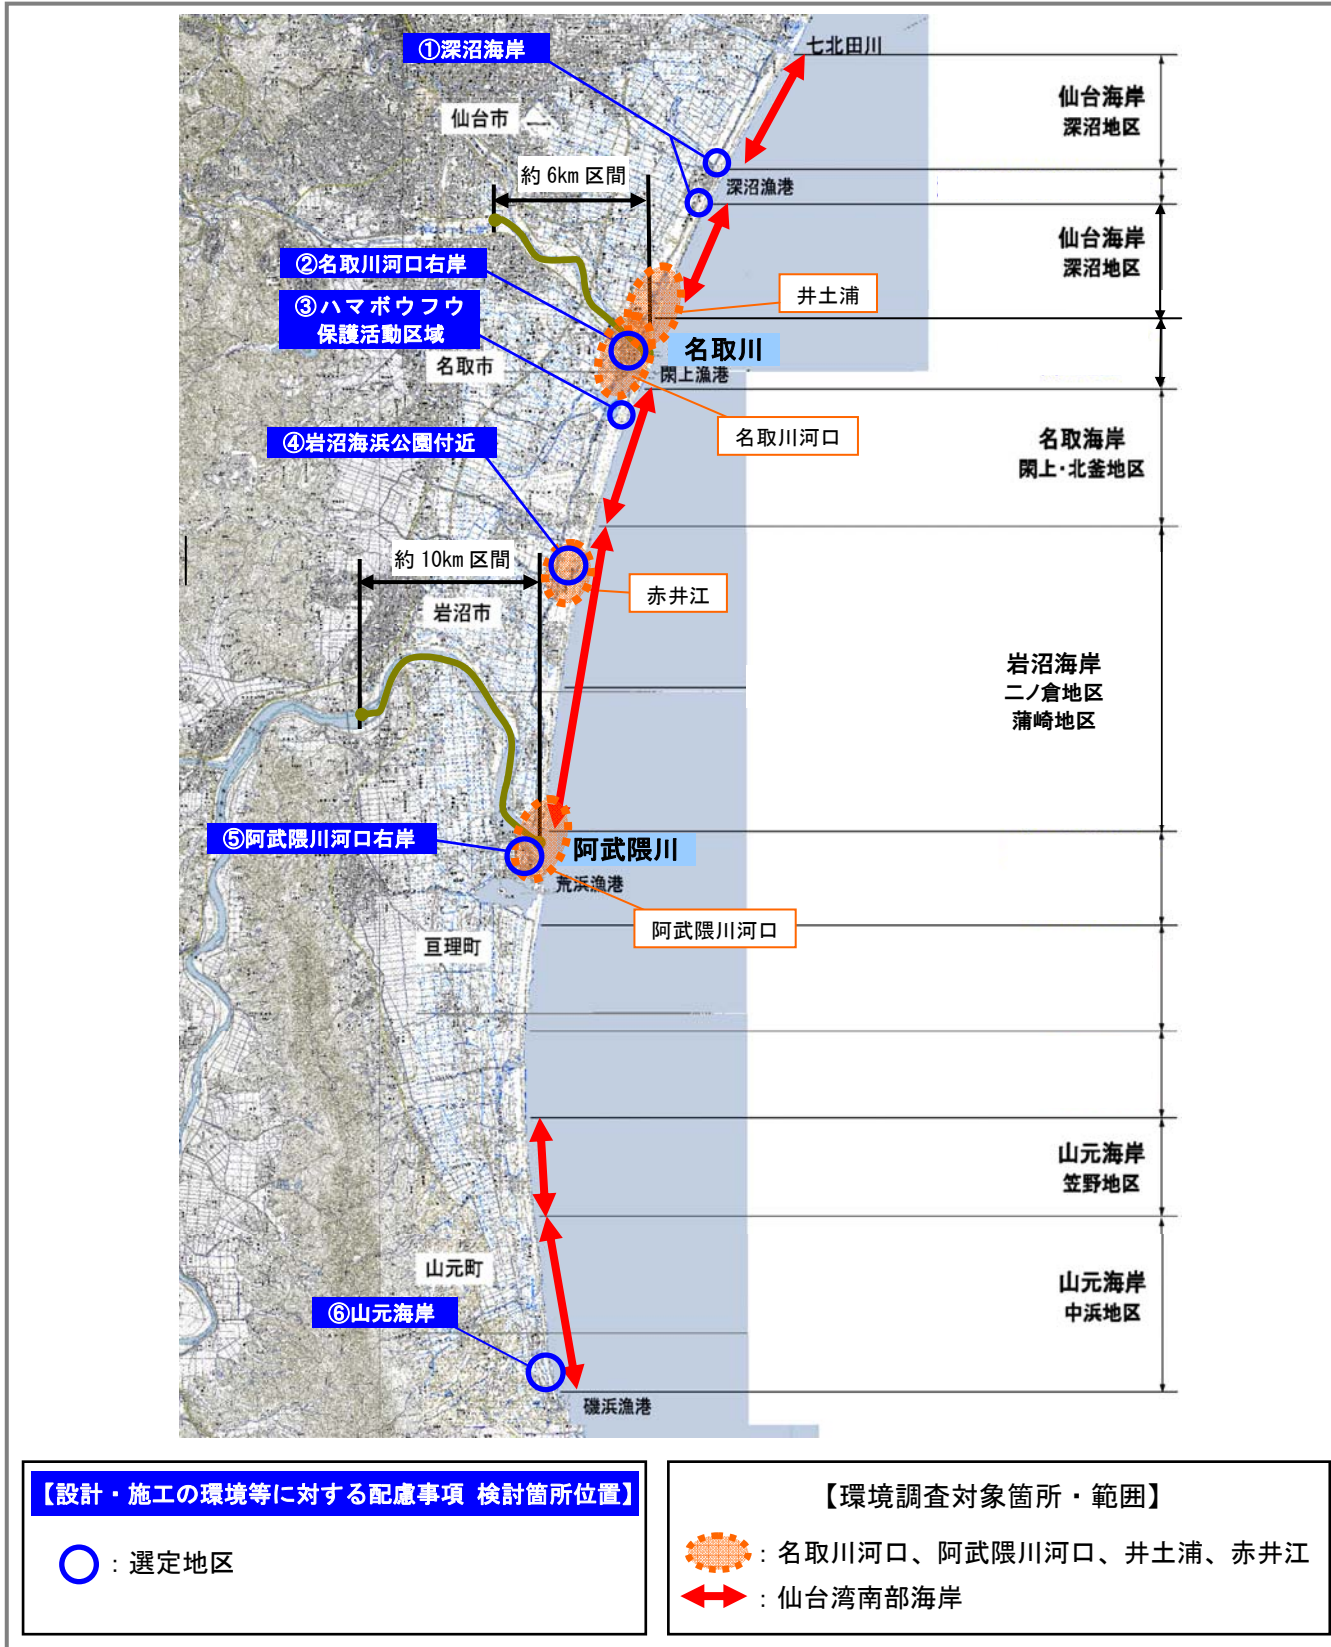 ①深沼海岸
七北田川
仙台市
仙台海岸
深沼地区
約 6km 区間
深沼漁港
仙台海岸
深沼地区
②名取川河口右岸
③ハマボウフウ
保護活動区域
井土浦
名取川
名取市
閖上漁港
名取川河口
④岩沼海浜公園付近
名取海岸
閖上・北釜地区
約 10km 区間
赤井江
岩沼市
岩沼海岸
二ノ倉地区
蒲崎地区
⑤阿武隈川河口右岸
阿武隈川
荒浜漁港
阿武隈川河口
亘理町
山元海岸
笠野地区
山元町
山元海岸
中浜地区
⑥山元海岸
磯浜漁港
【設計・施工の環境等に対する配慮事項 検討箇所位置】
：選定地区
【環境調査対象箇所・範囲】
：名取川河口、阿武隈川河口、井土浦、赤井江
：仙台湾南部海岸